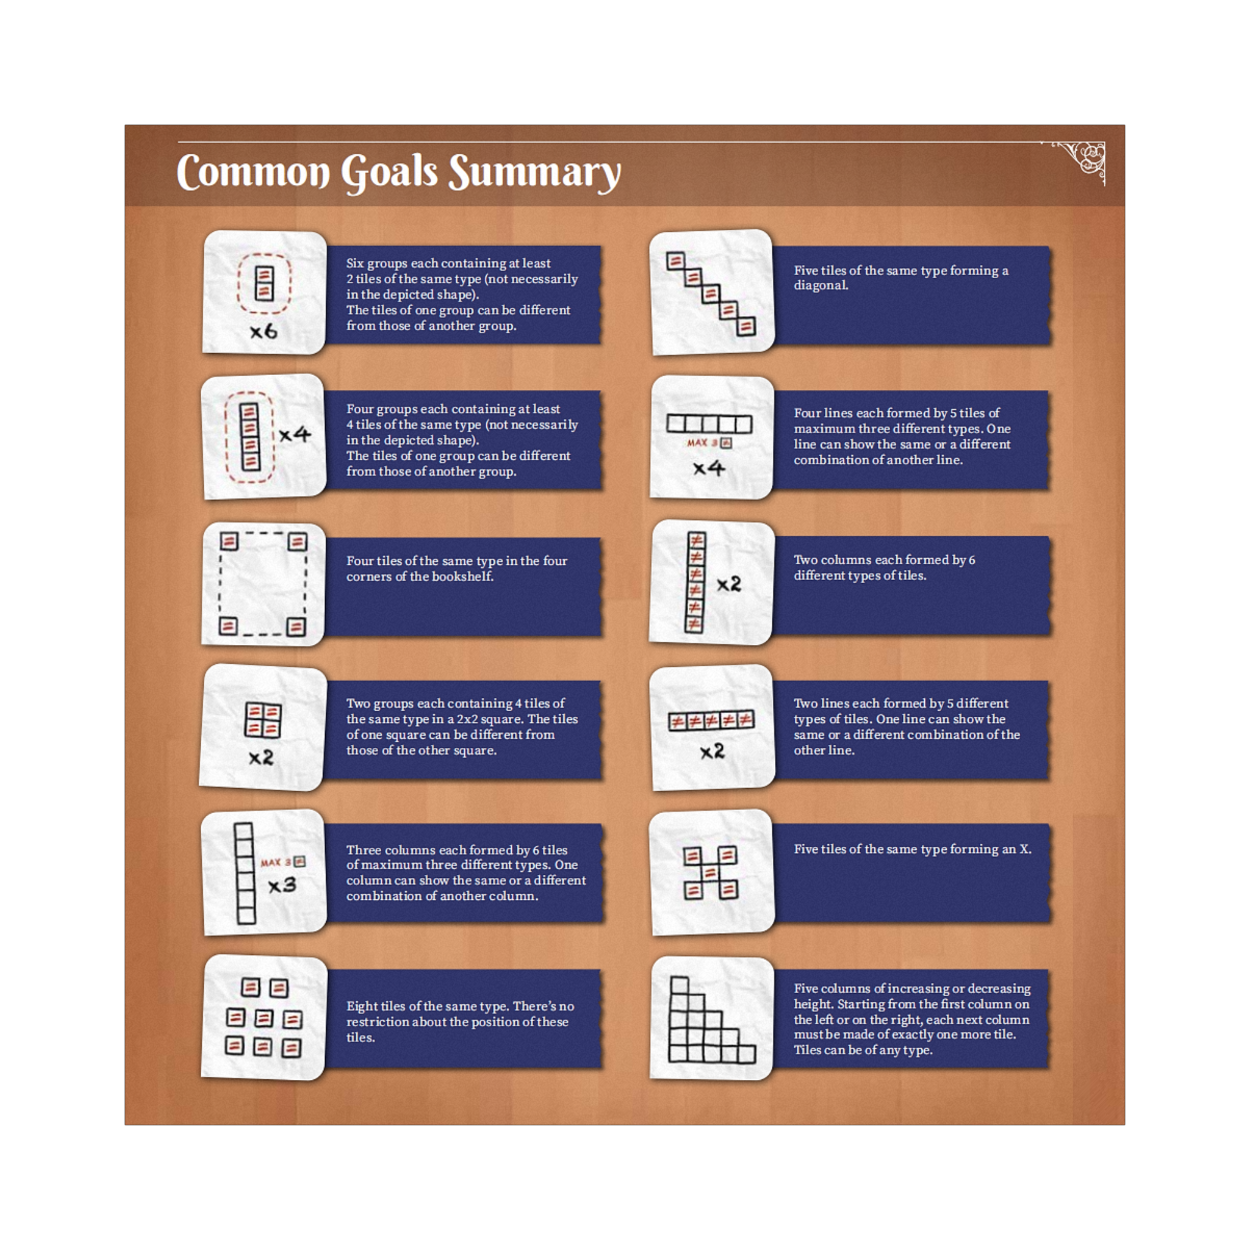 Common Goals Summary
x6
Six groups each containing at least
2 tiles of the same type (not necessarily
in the depicted shape).
The tiles of one group can be different
from those of another group.
Five tiles of the same type forming a
diagonal.
x4
Four groups each containing at least
4 tiles of the same type (not necessarily
in the depicted shape).
The tiles of one group can be different
from those of another group.
MAX 3
x4
Four lines each formed by 5 tiles of
maximum three different types. One
line can show the same or a different
combination of another line.
Four tiles of the same type in the four
corners of the bookshelf.
x2
Two columns each formed by 6
different types of tiles.
x2
Two groups each containing 4 tiles of
the same type in a 2x2 square. The tiles
of one square can be different from
those of the other square.
x2
Two lines each formed by 5 different
types of tiles. One line can show the
same or a different combination of the
other line.
MAX 3
x3
Three columns each formed by 6 tiles
of maximum three different types. One
column can show the same or a different
combination of another column.
Five tiles of the same type forming an X.
Eight tiles of the same type. There's no
restriction about the position of these
tiles.
Five columns of increasing or decreasing
height. Starting from the first column on
the left or on the right, each next column
must be made of exactly one more tile.
Tiles can be of any type.